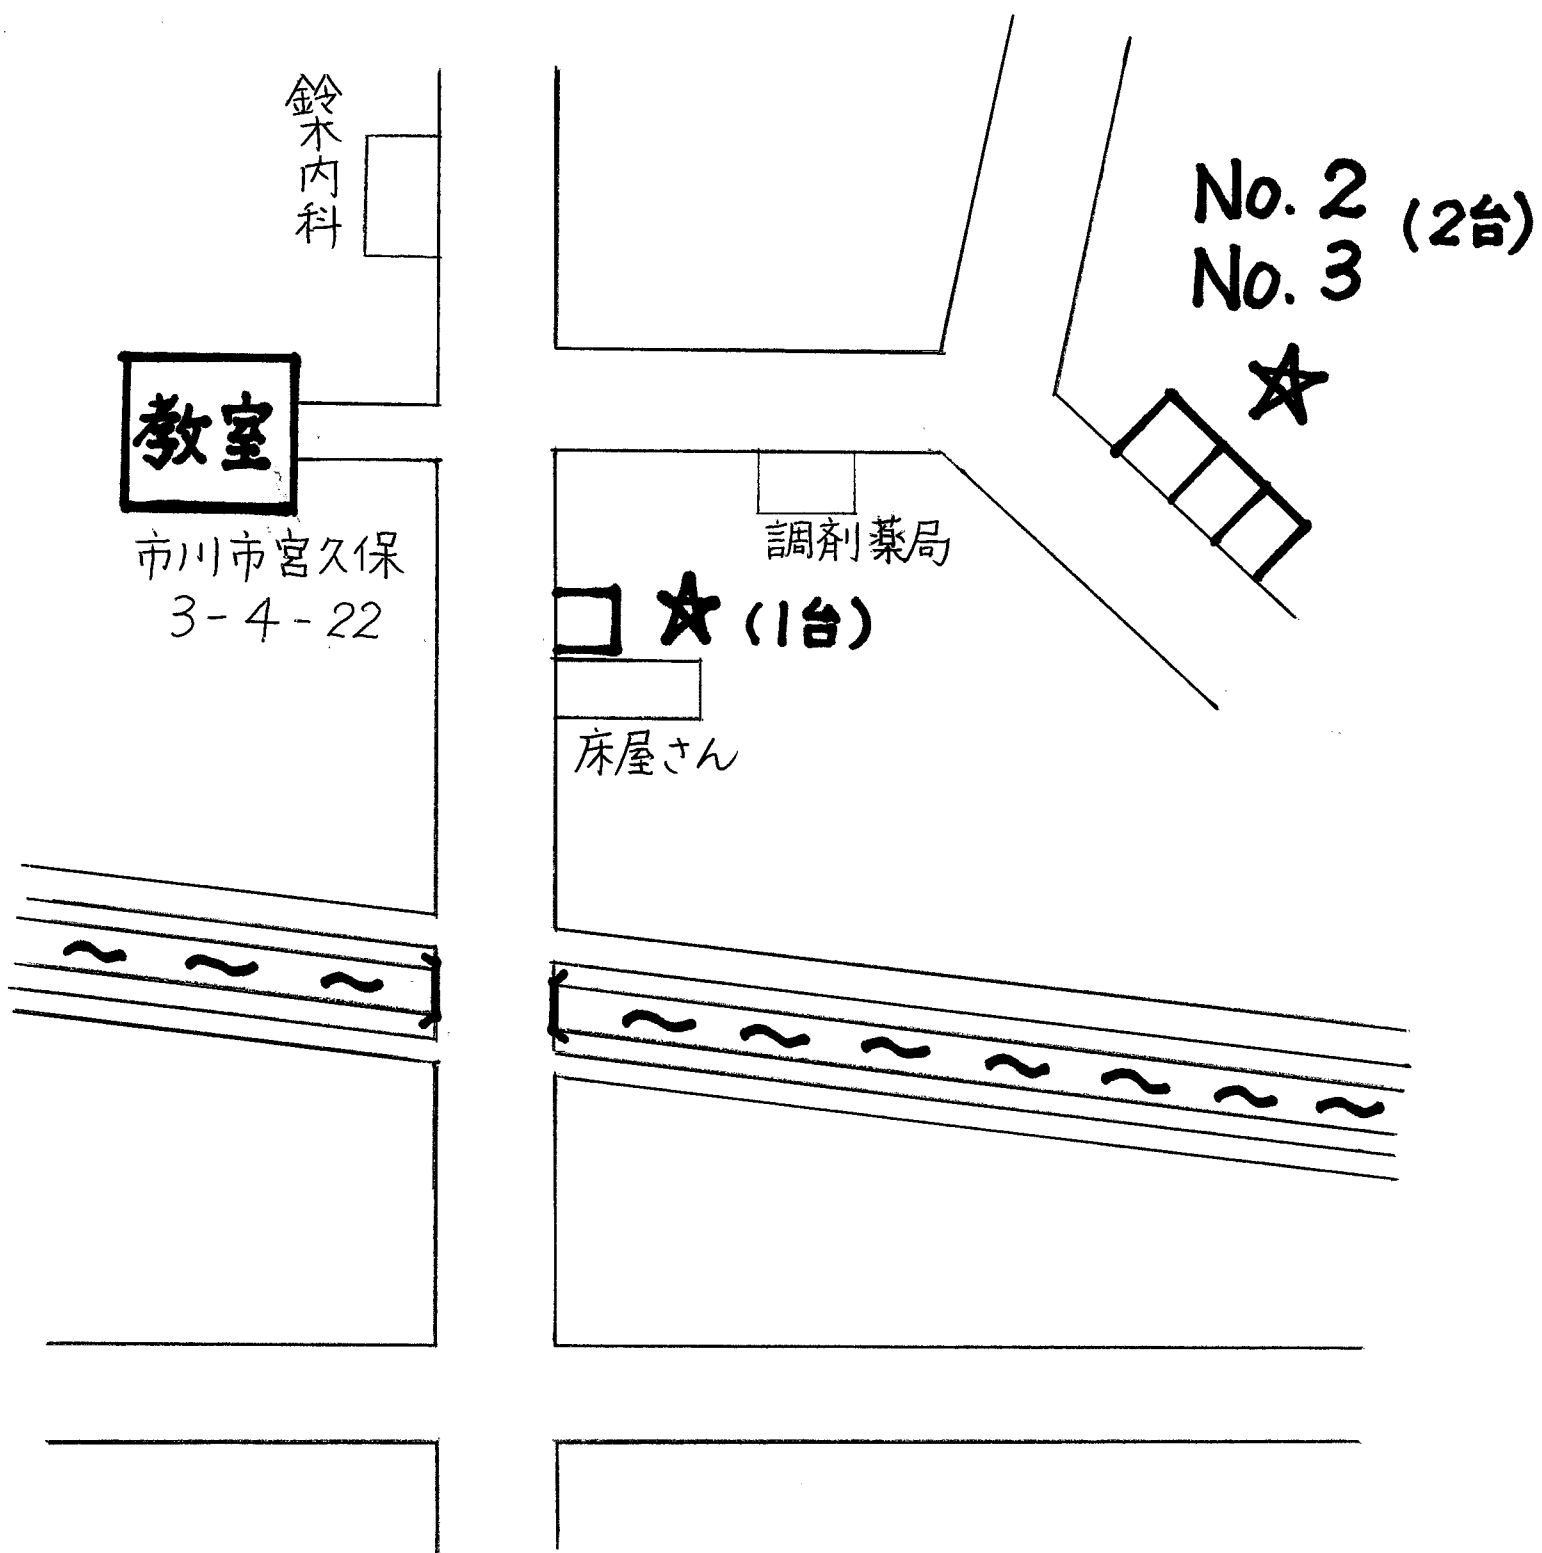 鈴木内科
No. 2
No. 3
(2台)
☆
教室
市川市宮久保
3-4-22
調剤薬局
☆(1台)
床屋さん